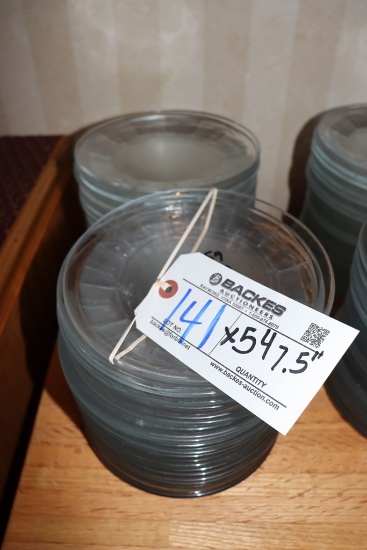 BACKES
AUCTIONEERS
LOT NO. 141
x54 7.5"
QUANTITY
www.backes-auction.com